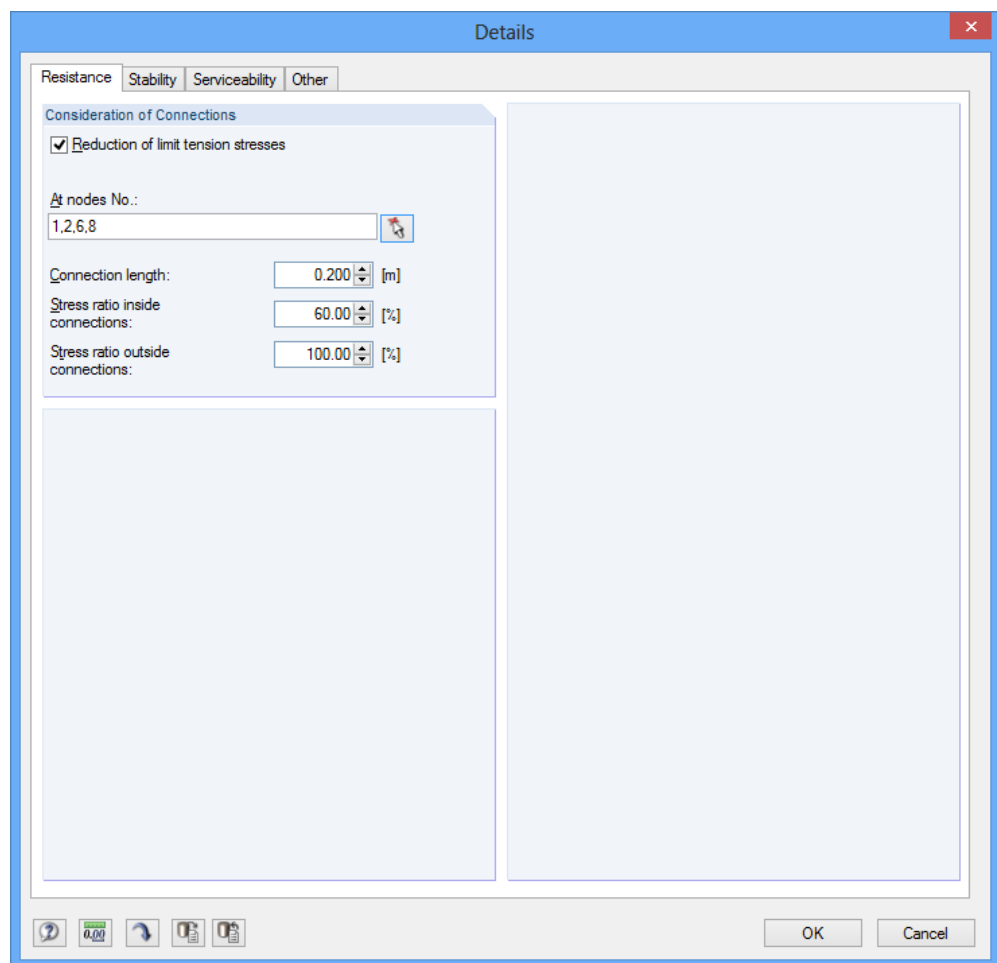 Details
Resistance Stability Serviceability Other
Consideration of Connections
Reduction of limit tension stresses
At nodes No.:
1,2,6,8
Connection length: 0.200 [m]
Stress ratio inside
connections: 60.00 [%]
Stress ratio outside
connections: 100.00 [%]
0.00
OK Cancel